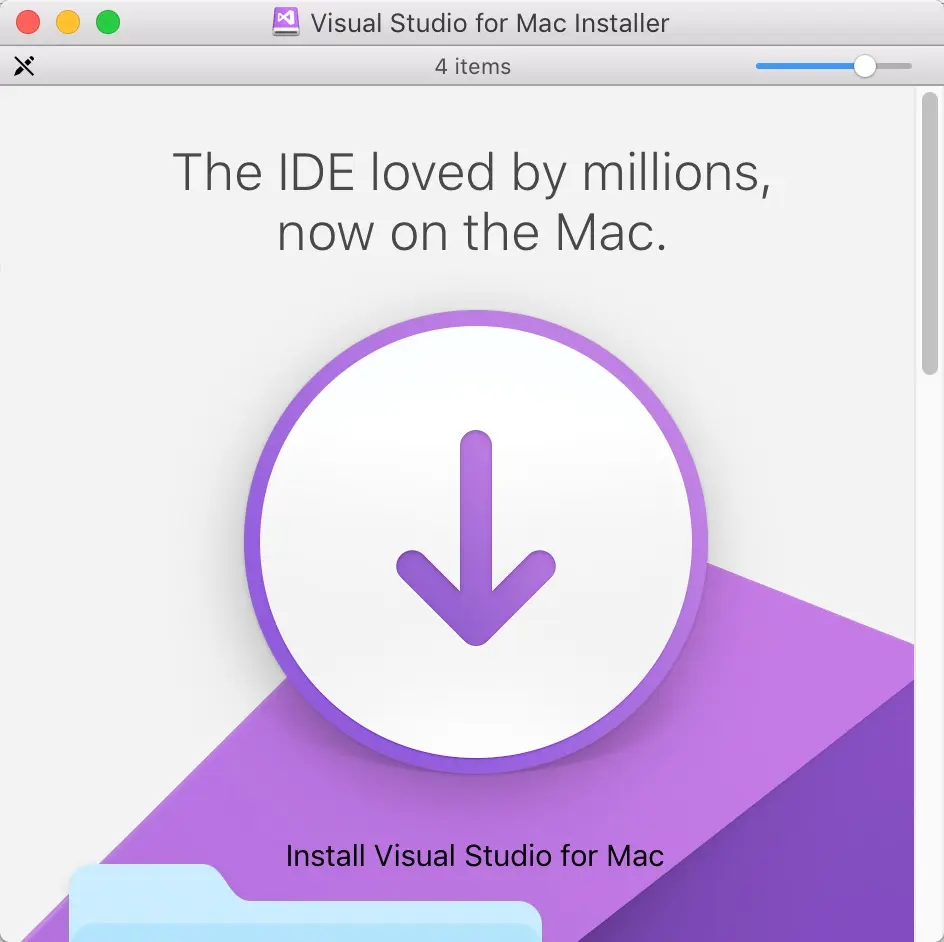 Visual Studio for Mac Installer
4 items
The IDE loved by millions,
now on the Mac.
Install Visual Studio for Mac